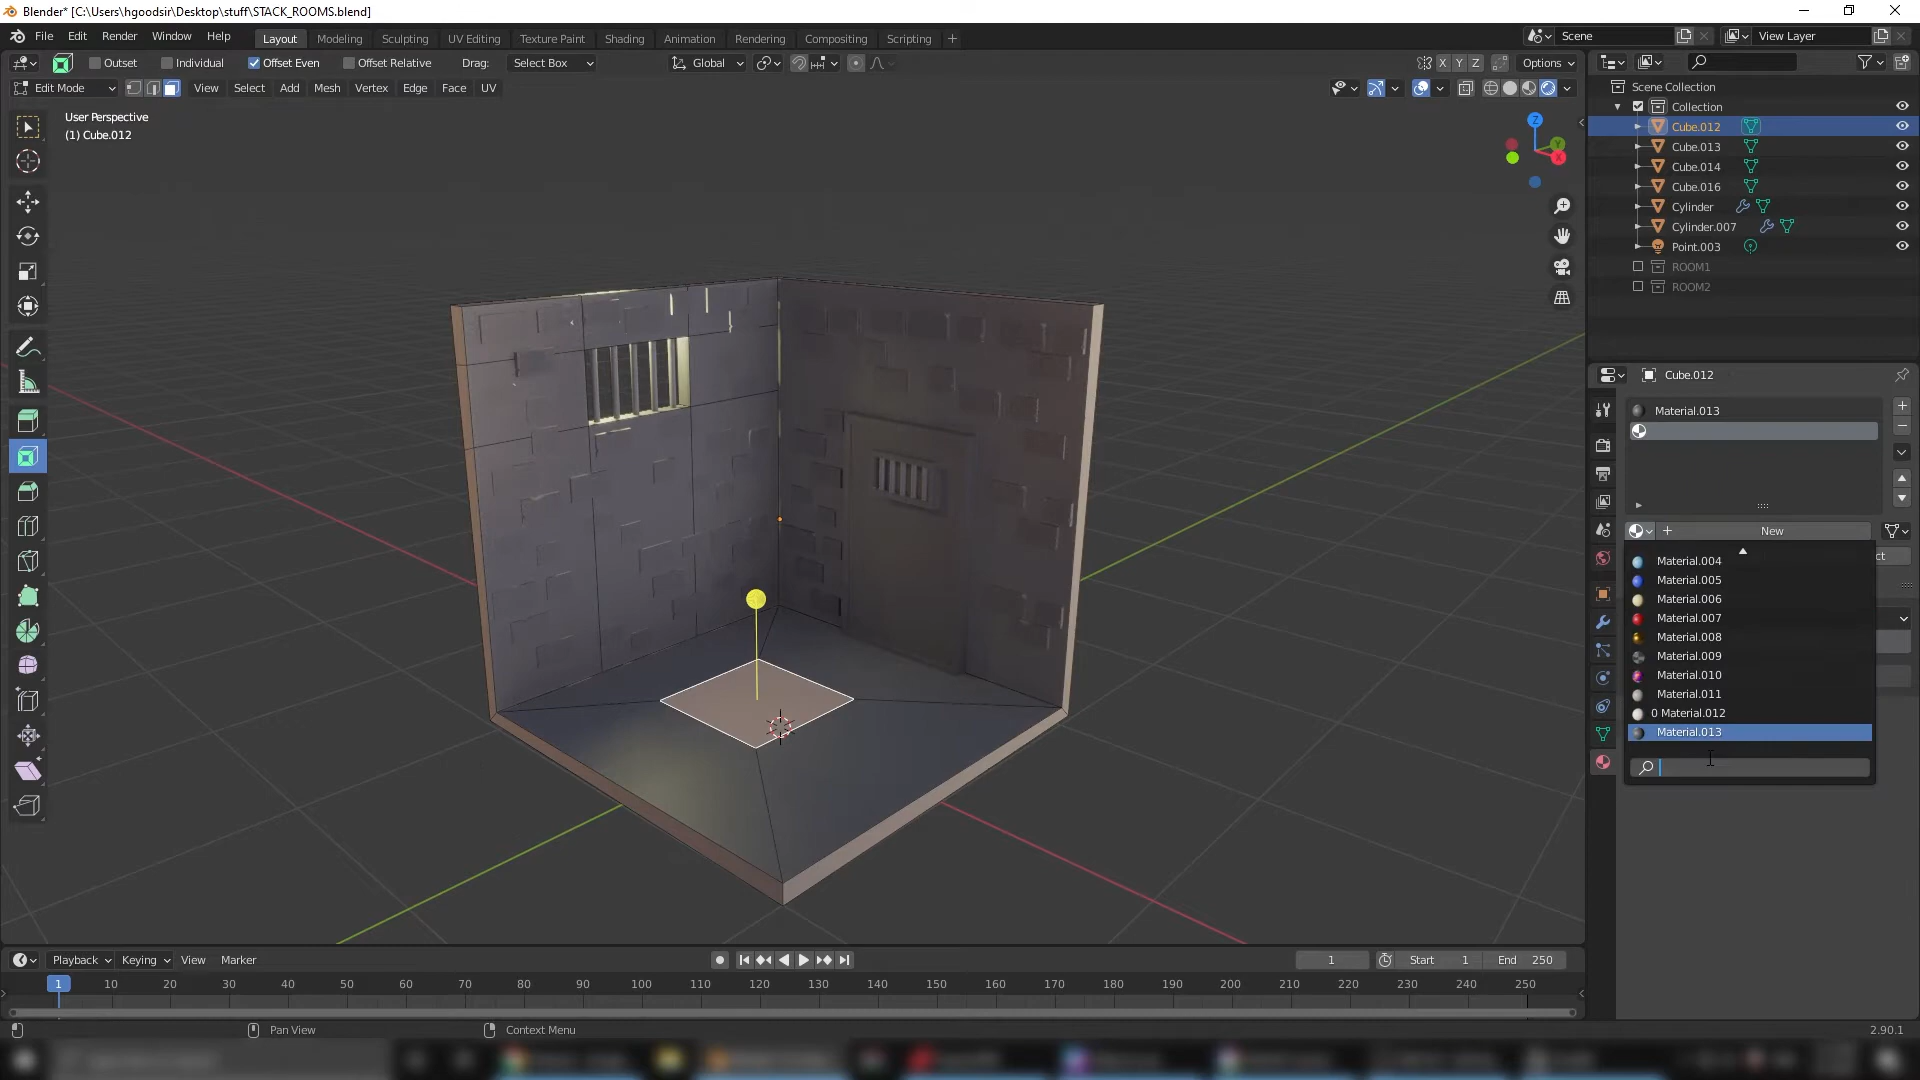 Blender* [C:\Users\hgoodsir\Desktop\stuff\STACK_ROOMS.blend]
File Edit Render Window Help Layout Modeling Sculpting UV Editing Texture Paint Shading Animation Rendering Compositing Scripting + Scene View Layer
Outset Individual Offset Even Offset Relative Drag: Select Box Global X Y Z Options
Edit Mode View Select Add Mesh Vertex Edge Face UV
User Perspective
(1) Cube.012
Z
Y
X
Scene Collection
Collection
Cube.012
Cube.013
Cube.014
Cube.016
Cylinder
Cylinder.007
Point.003
ROOM1
ROOM2
Cube.012
Material.013
New
ct
Material.004
Material.005
Material.006
Material.007
Material.008
Material.009
Material.010
Material.011
0 Material.012
Material.013
Playback Keying View Marker 1 Start 1 End 250
1 10 20 30 40 50 60 70 80 90 100 110 120 130 140 150 160 170 180 190 200 210 220 230 240 250
Pan View Context Menu 2.90.1